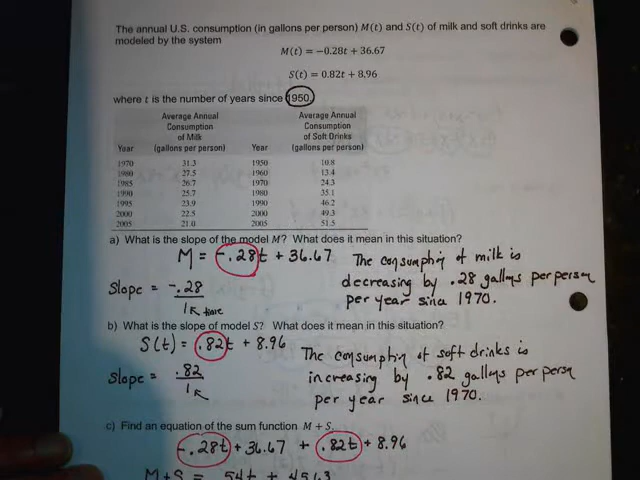 The annual U.S. consumption (in gallons per person) M(t) and S(t) of milk and soft drinks are
modeled by the system
M(t) = −0.28t + 36.67
S(t) = 0.82t + 8.96
where t is the number of years since 1950.
Average Annual Average Annual
Consumption Consumption
of Milk of Soft Drinks
Year (gallons per person) Year (gallons per person)
1970 31.3 1950 10.8
1980 27.5 1960 13.4
1985 26.7 1970 24.3
1990 25.7 1980 35.1
1995 23.9 1990 46.2
2000 22.5 2000 49.3
2005 21.0 2005 51.5
a) What is the slope of the model M? What does it mean in this situation?
M = -.28t + 36.67 The consumption of milk is
Slope = -.28 decreasing by .28 gallons per person
1 time per year since 1970.
b) What is the slope of model S? What does it mean in this situation?
S(t) = .82t + 8.96 The consumption of soft drinks is
Slope = .82 increasing by .82 gallons per person
1 per year since 1970.
c) Find an equation of the sum function M + S.
-.28t + 36.67 + .82t + 8.96
M+S = .54t + 45.63